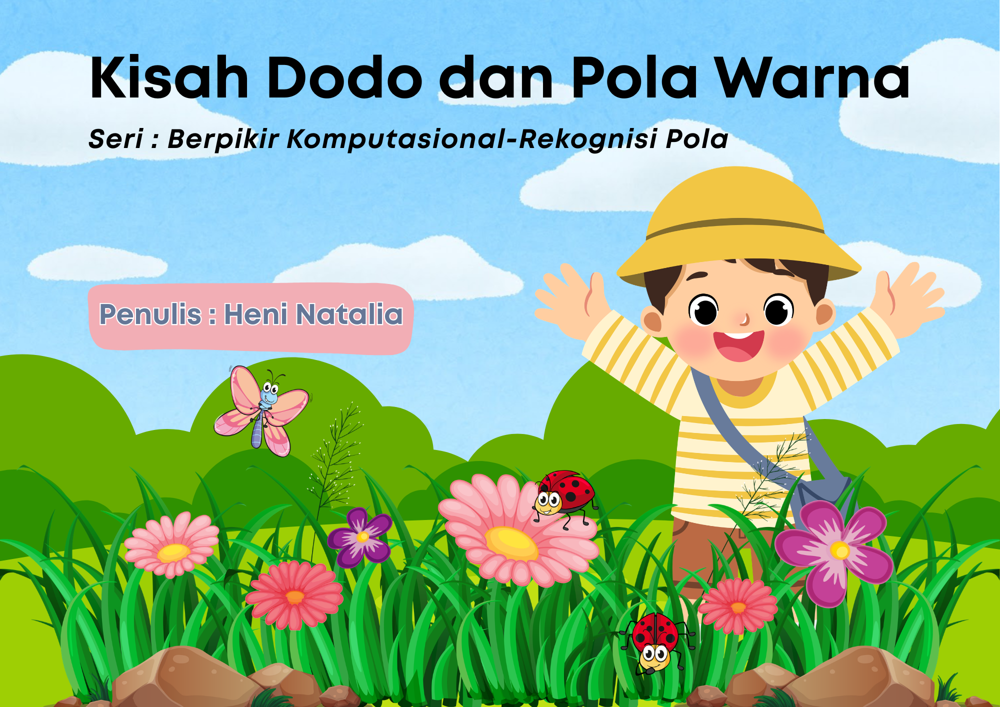 Kisah Dodo dan Pola Warna
Seri : Berpikir Komputasional-Rekognisi Pola
Penulis : Heni Natalia